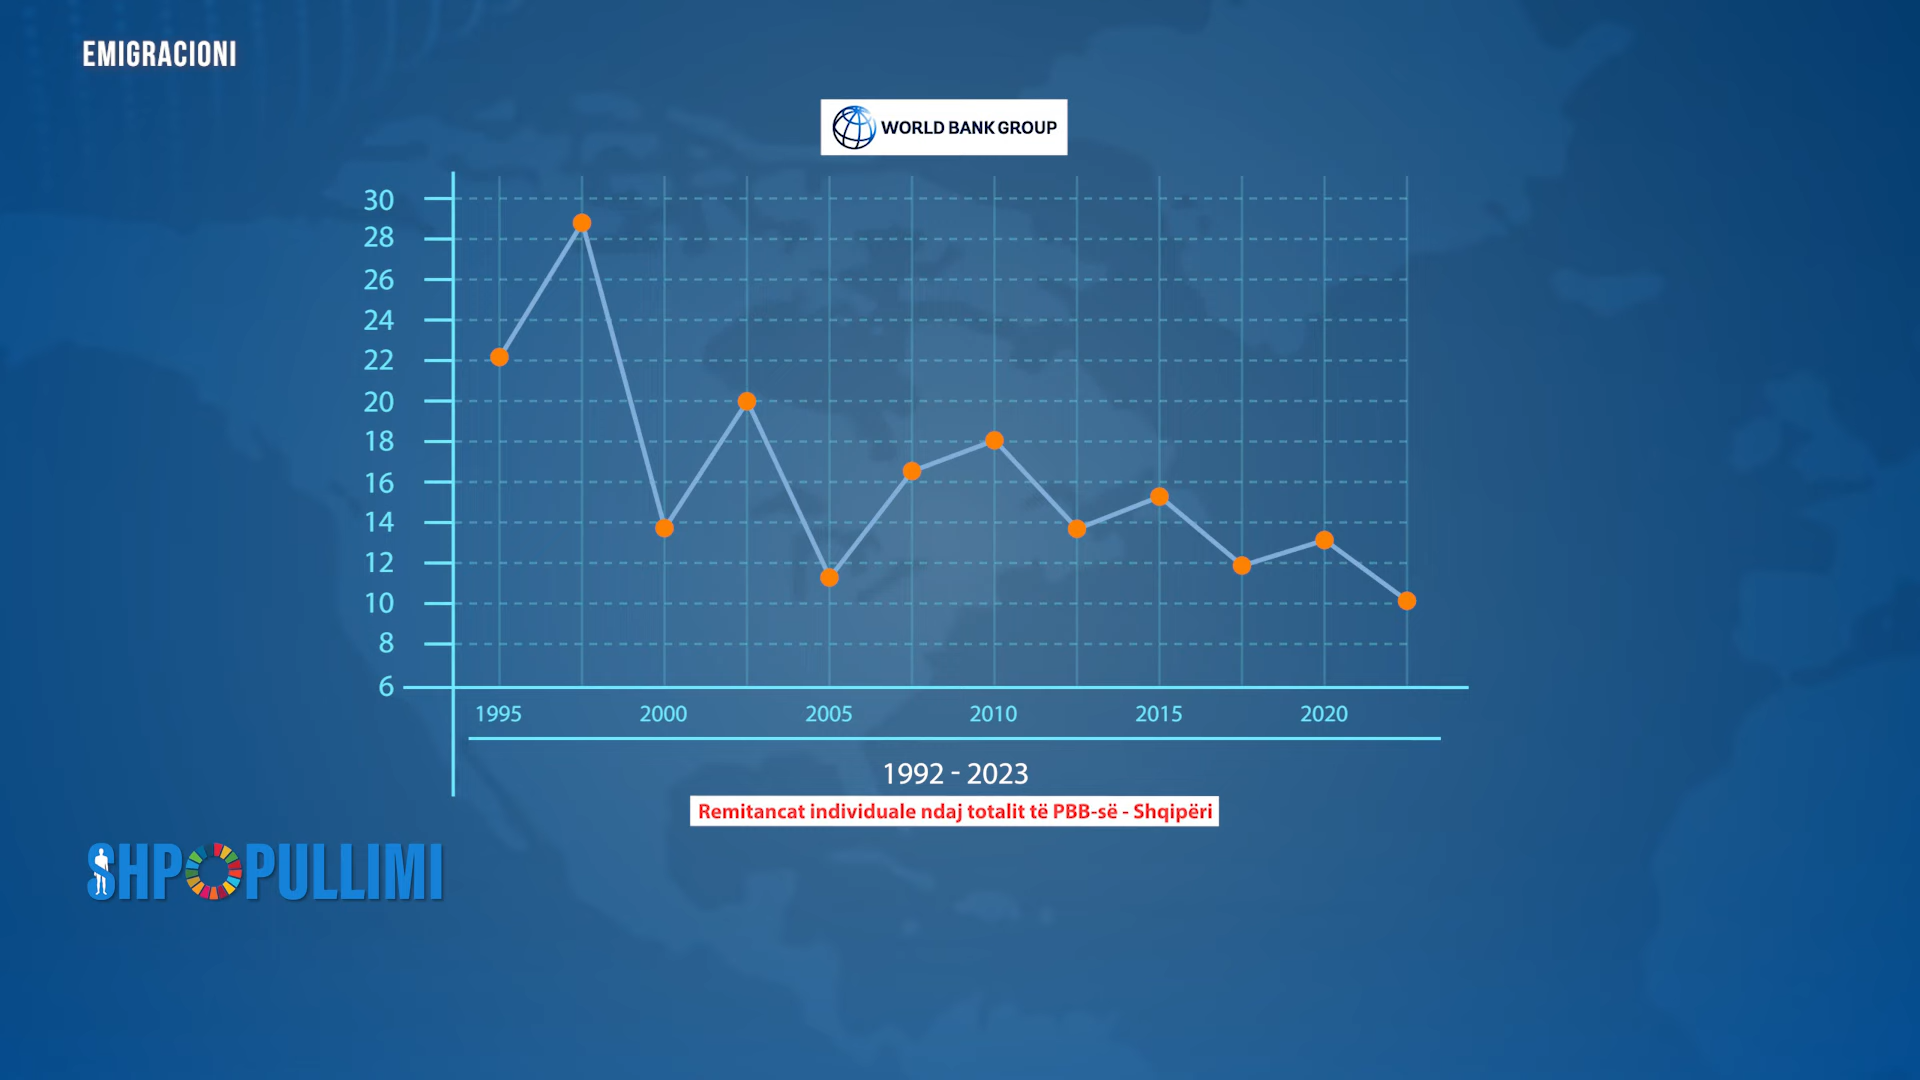 EMIGRACIONI
WORLD BANK GROUP
30
28
26
24
22
20
18
16
14
12
10
8
6
1995 2000 2005 2010 2015 2020
1992 - 2023
Remitancat individuale ndaj totalit të PBB-së - Shqipëri
SHPOPULLIMI